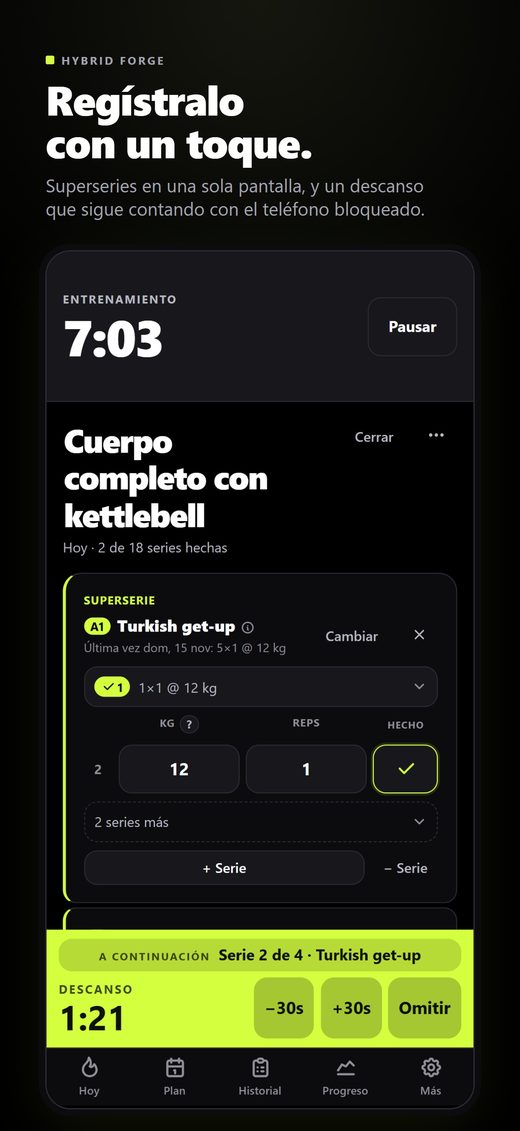 HYBRID FORGE
Regístralo
con un toque.
Superseries en una sola pantalla, y un descanso
que sigue contando con el teléfono bloqueado.
ENTRENAMIENTO
7:03
Pausar
Cuerpo
completo con
kettlebell
Cerrar
Hoy · 2 de 18 series hechas
SUPERSERIE
A1 Turkish get-up
Última vez dom, 15 nov: 5×1 @ 12 kg
Cambiar
1 1×1 @ 12 kg
KG ? REPS HECHO
2 12 1
2 series más
+ Serie − Serie
A CONTINUACIÓN Serie 2 de 4 · Turkish get-up
DESCANSO
1:21
−30s +30s Omitir
Hoy Plan Historial Progreso Más